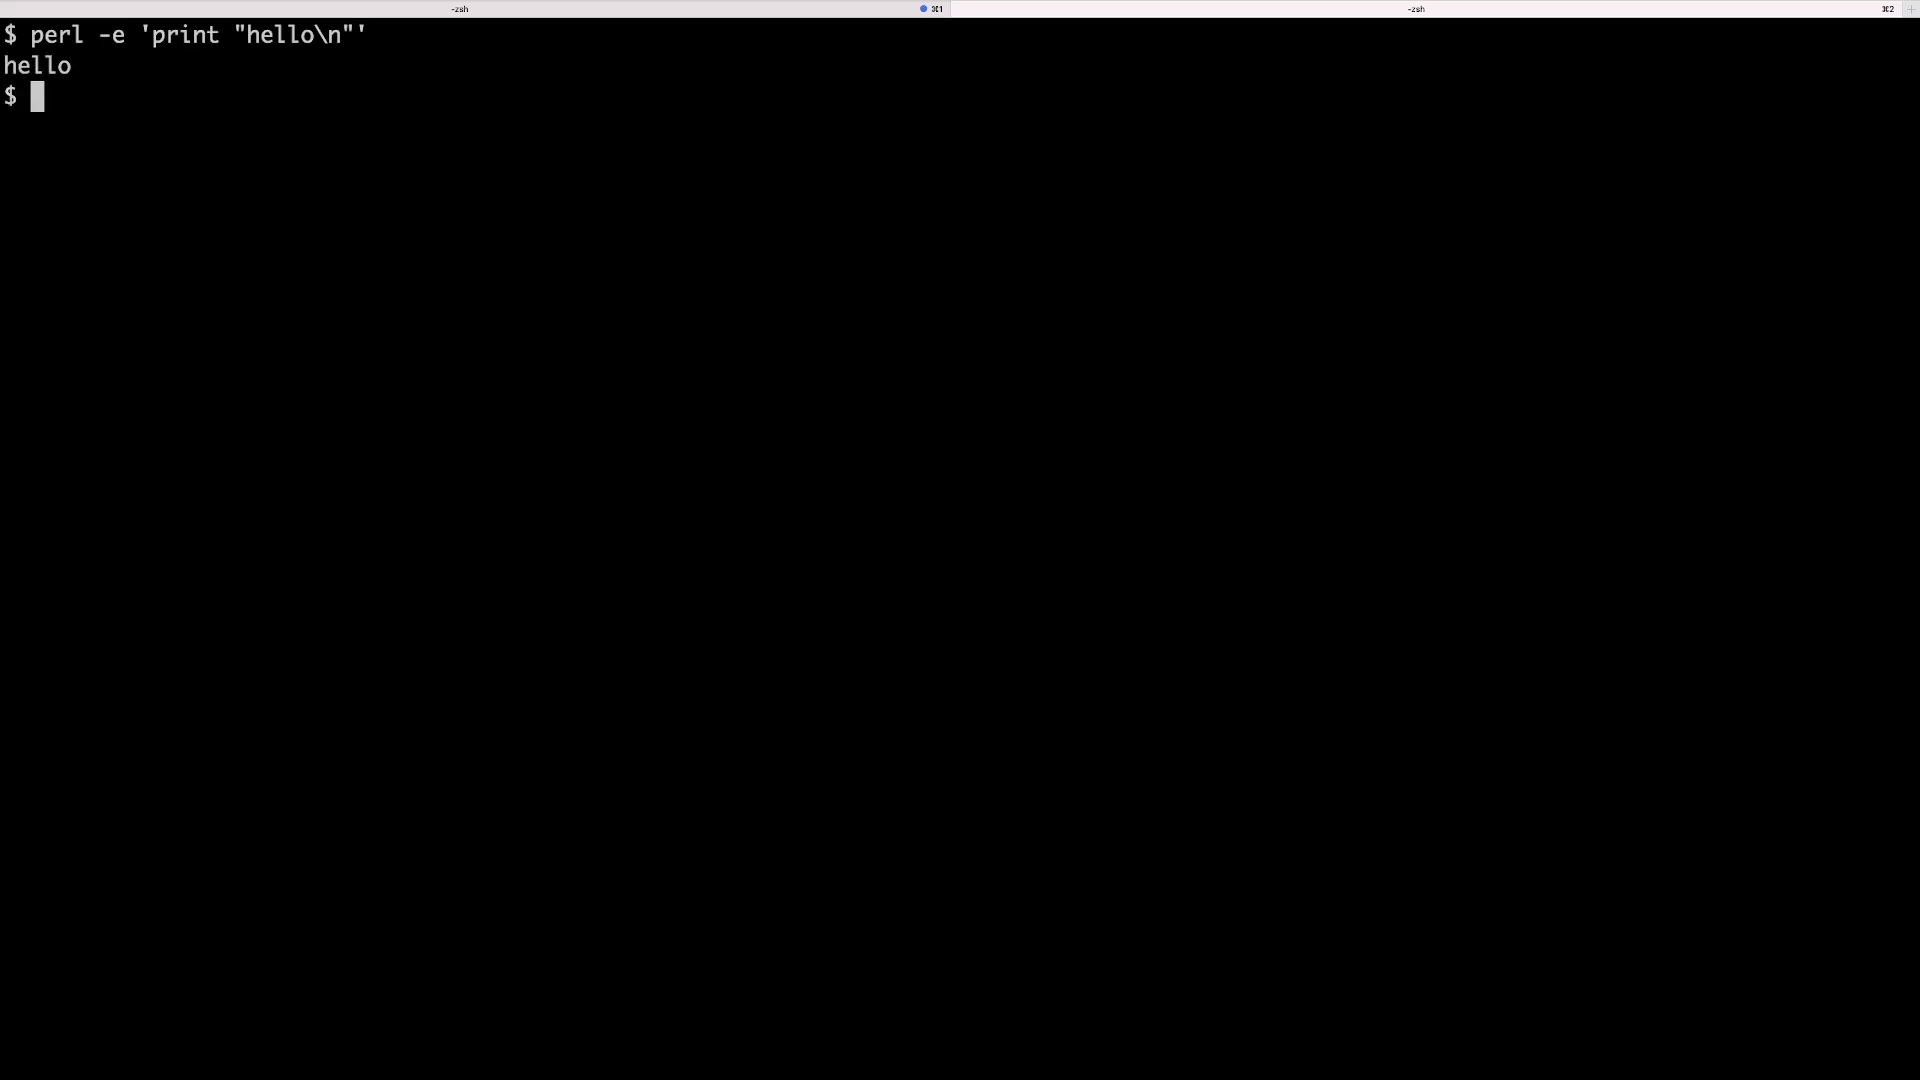 -zsh ⌘1 -zsh ⌘2 +
$ perl -e 'print "hello\n"'
hello
$